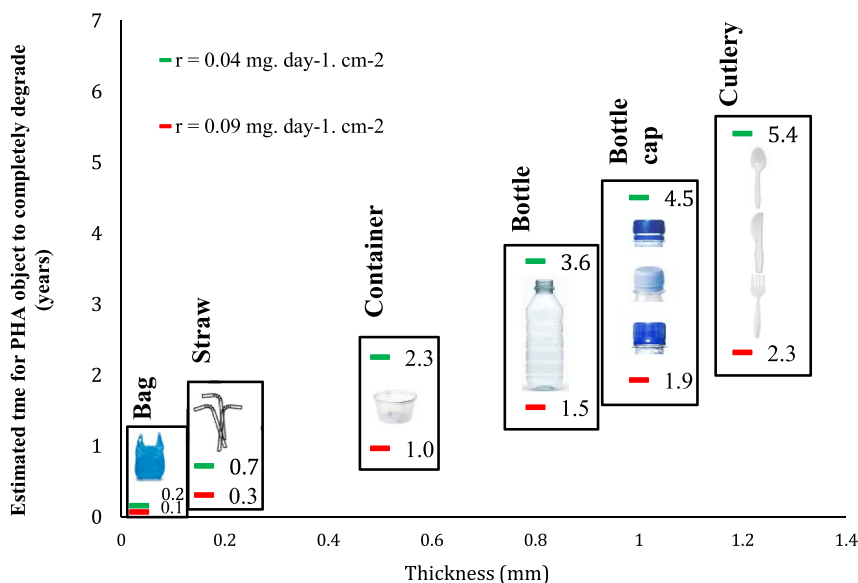 7
6
5
4
3
2
1
0
Estimated tme for PHA object to completely degrade
(years)
r = 0.04 mg. day-1. cm-2
r = 0.09 mg. day-1. cm-2
Bag
0.2
0.1
Straw
0.7
0.3
Container
2.3
1.0
Bottle
3.6
1.5
Bottle
cap
4.5
1.9
Cutlery
5.4
2.3
0 0.2 0.4 0.6 0.8 1 1.2 1.4
Thickness (mm)